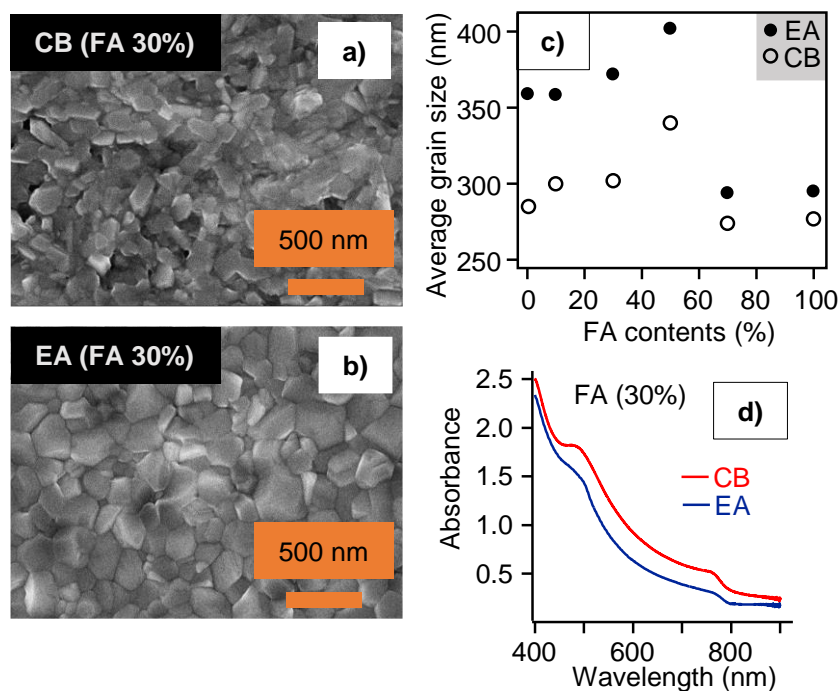 CB (FA 30%)
a)
500 nm
EA (FA 30%)
b)
500 nm
c)
EA
CB
Average grain size (nm)
400
350
300
250
0
20
40
60
80
100
FA contents (%)
FA (30%)
d)
CB
EA
Absorbance
2.5
2.0
1.5
1.0
0.5
400
600
800
Wavelength (nm)